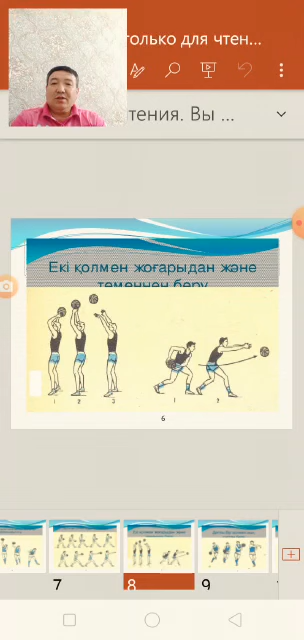 только для чтен...
тения. Вы ...
Екі қолмен жоғарыдан және
төменнен беру
1 2 3 1 2
6
7 8 9